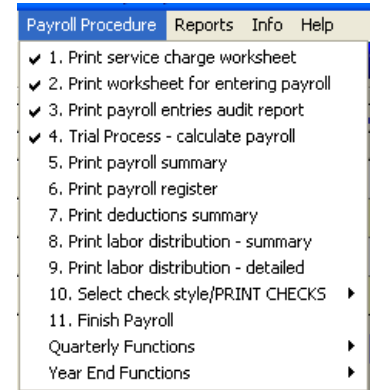 Payroll Procedure Reports Info Help
✔ 1. Print service charge worksheet
✔ 2. Print worksheet for entering payroll
✔ 3. Print payroll entries audit report
✔ 4. Trial Process - calculate payroll
5. Print payroll summary
6. Print payroll register
7. Print deductions summary
8. Print labor distribution - summary
9. Print labor distribution - detailed
10. Select check style/PRINT CHECKS
11. Finish Payroll
Quarterly Functions
Year End Functions